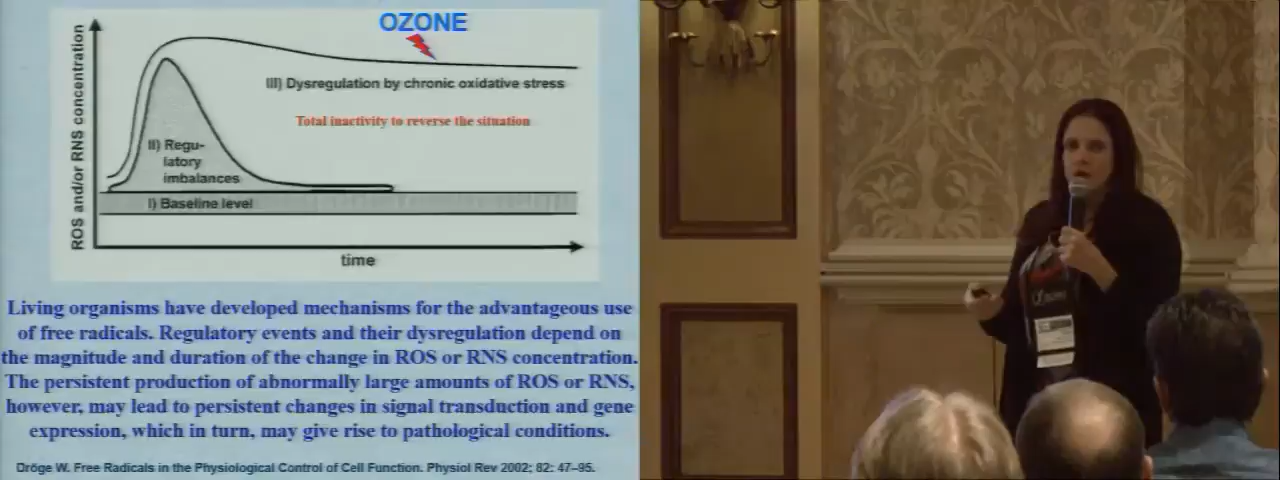 OZONE
ROS and/or RNS concentration
III) Dysregulation by chronic oxidative stress
Total inactivity to reverse the situation
II) Regu-
latory
imbalances
I) Baseline level
time
Living organisms have developed mechanisms for the advantageous use
of free radicals. Regulatory events and their dysregulation depend on
the magnitude and duration of the change in ROS or RNS concentration.
The persistent production of abnormally large amounts of ROS or RNS,
however, may lead to persistent changes in signal transduction and gene
expression, which in turn, may give rise to pathological conditions.
Dröge W. Free Radicals in the Physiological Control of Cell Function. Physiol Rev 2002; 82: 47–95.